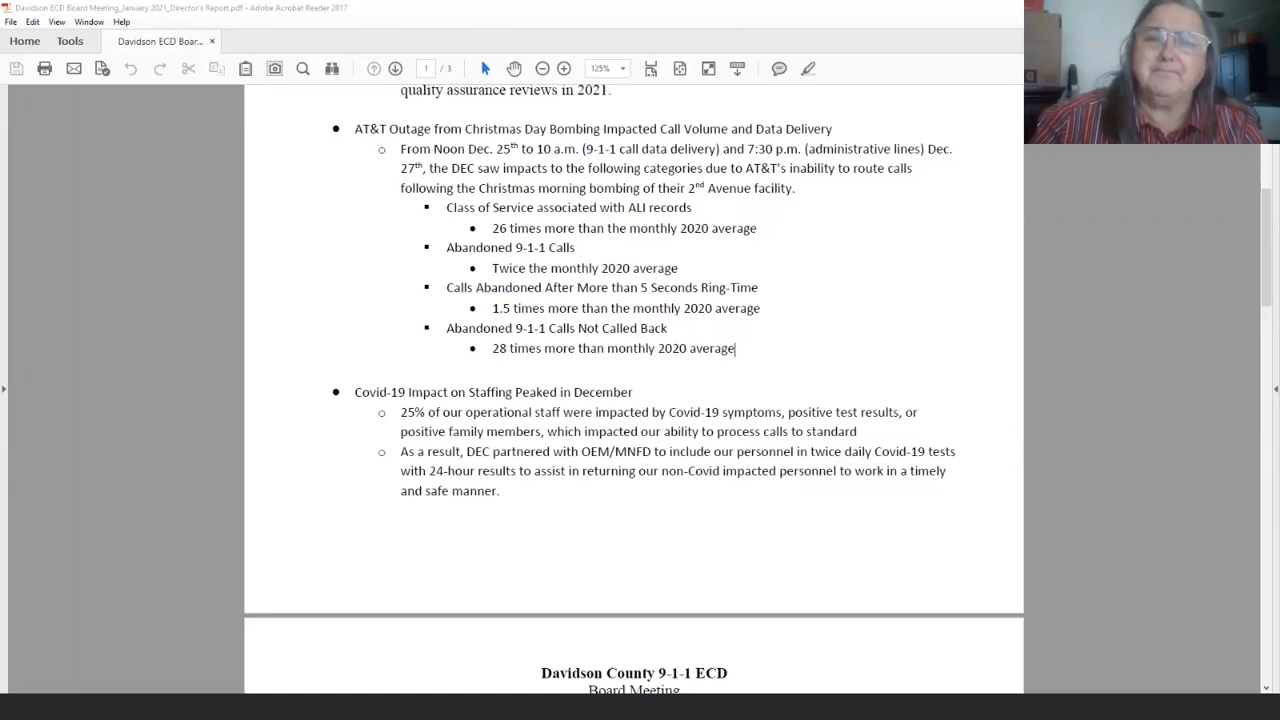 Davidson ECD Board Meeting_January 2021_Director's Report.pdf - Adobe Acrobat Reader 2017
File Edit View Window Help
Home Tools Davidson ECD Boar... ×
1 / 3 125%
quality assurance reviews in 2021.
● AT&T Outage from Christmas Day Bombing Impacted Call Volume and Data Delivery
o From Noon Dec. 25th to 10 a.m. (9-1-1 call data delivery) and 7:30 p.m. (administrative lines) Dec.
27th, the DEC saw impacts to the following categories due to AT&T's inability to route calls
following the Christmas morning bombing of their 2nd Avenue facility.
▪ Class of Service associated with ALI records
● 26 times more than the monthly 2020 average
▪ Abandoned 9-1-1 Calls
● Twice the monthly 2020 average
▪ Calls Abandoned After More than 5 Seconds Ring-Time
● 1.5 times more than the monthly 2020 average
▪ Abandoned 9-1-1 Calls Not Called Back
● 28 times more than monthly 2020 average
● Covid-19 Impact on Staffing Peaked in December
o 25% of our operational staff were impacted by Covid-19 symptoms, positive test results, or
positive family members, which impacted our ability to process calls to standard
o As a result, DEC partnered with OEM/MNFD to include our personnel in twice daily Covid-19 tests
with 24-hour results to assist in returning our non-Covid impacted personnel to work in a timely
and safe manner.
Davidson County 9-1-1 ECD
Board Meeting